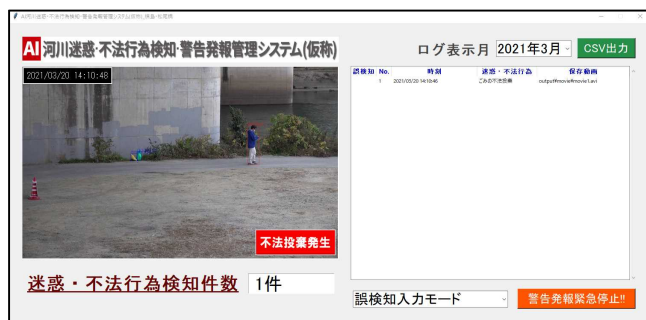 AI河川迷惑・不法行為検知・警告発報管理システム(仮称)
ログ表示月 2021年3月 CSV出力
2021/03/20 14:10:48
誤検知 No. 時刻 迷惑・不法行為 保存動画
1 2021/03/20 14:10:46 ごみの不法投棄 output¥movie¥movie1.avi
不法投棄発生
迷惑・不法行為検知件数 1件
誤検知入力モード 警告発報緊急停止!!